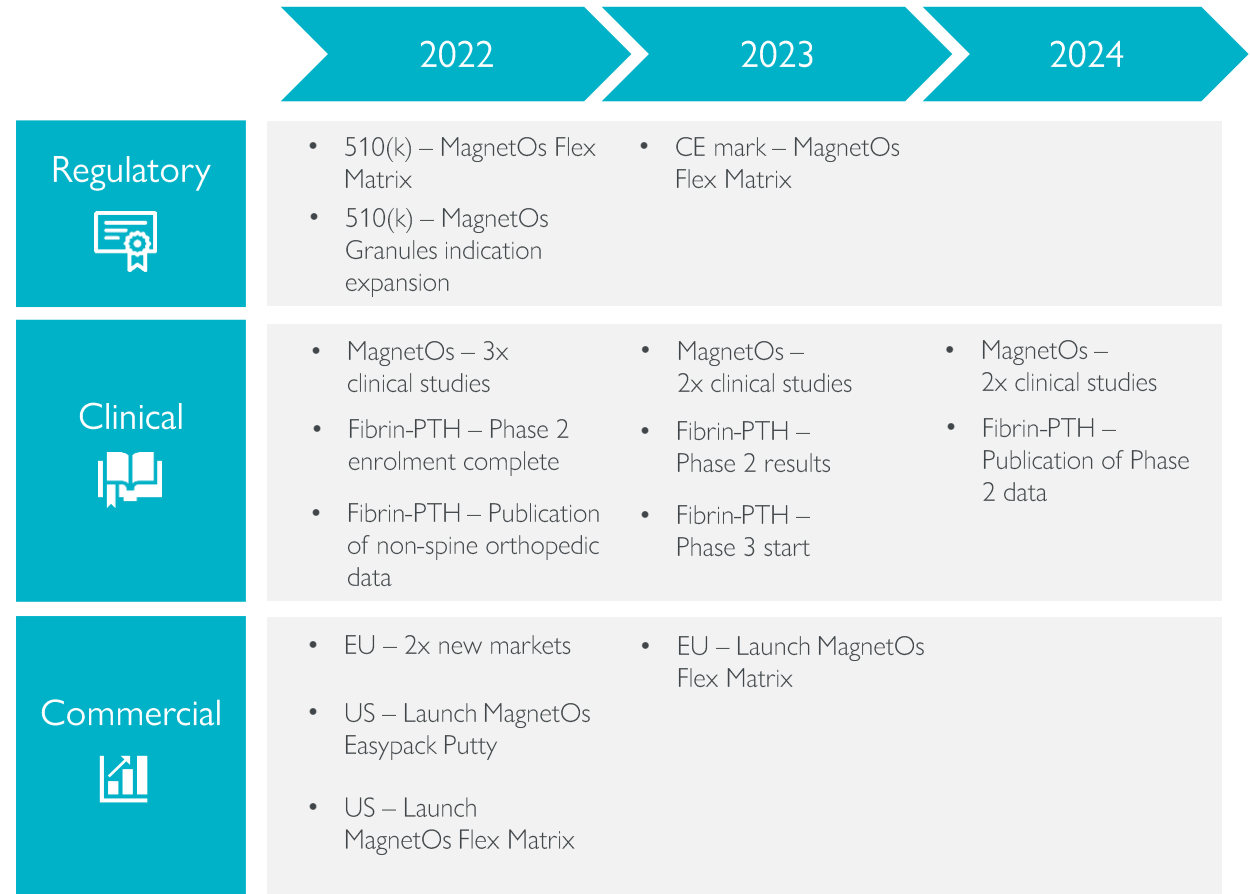 2022
2023
2024
Regulatory
• 510(k) – MagnetOs Flex
Matrix
• 510(k) – MagnetOs
Granules indication
expansion
• CE mark – MagnetOs
Flex Matrix
Clinical
• MagnetOs – 3x
clinical studies
• Fibrin-PTH – Phase 2
enrolment complete
• Fibrin-PTH – Publication
of non-spine orthopedic
data
• MagnetOs –
2x clinical studies
• Fibrin-PTH –
Phase 2 results
• Fibrin-PTH –
Phase 3 start
• MagnetOs –
2x clinical studies
• Fibrin-PTH –
Publication of Phase
2 data
Commercial
• EU – 2x new markets
• US – Launch MagnetOs
Easypack Putty
• US – Launch
MagnetOs Flex Matrix
• EU – Launch MagnetOs
Flex Matrix